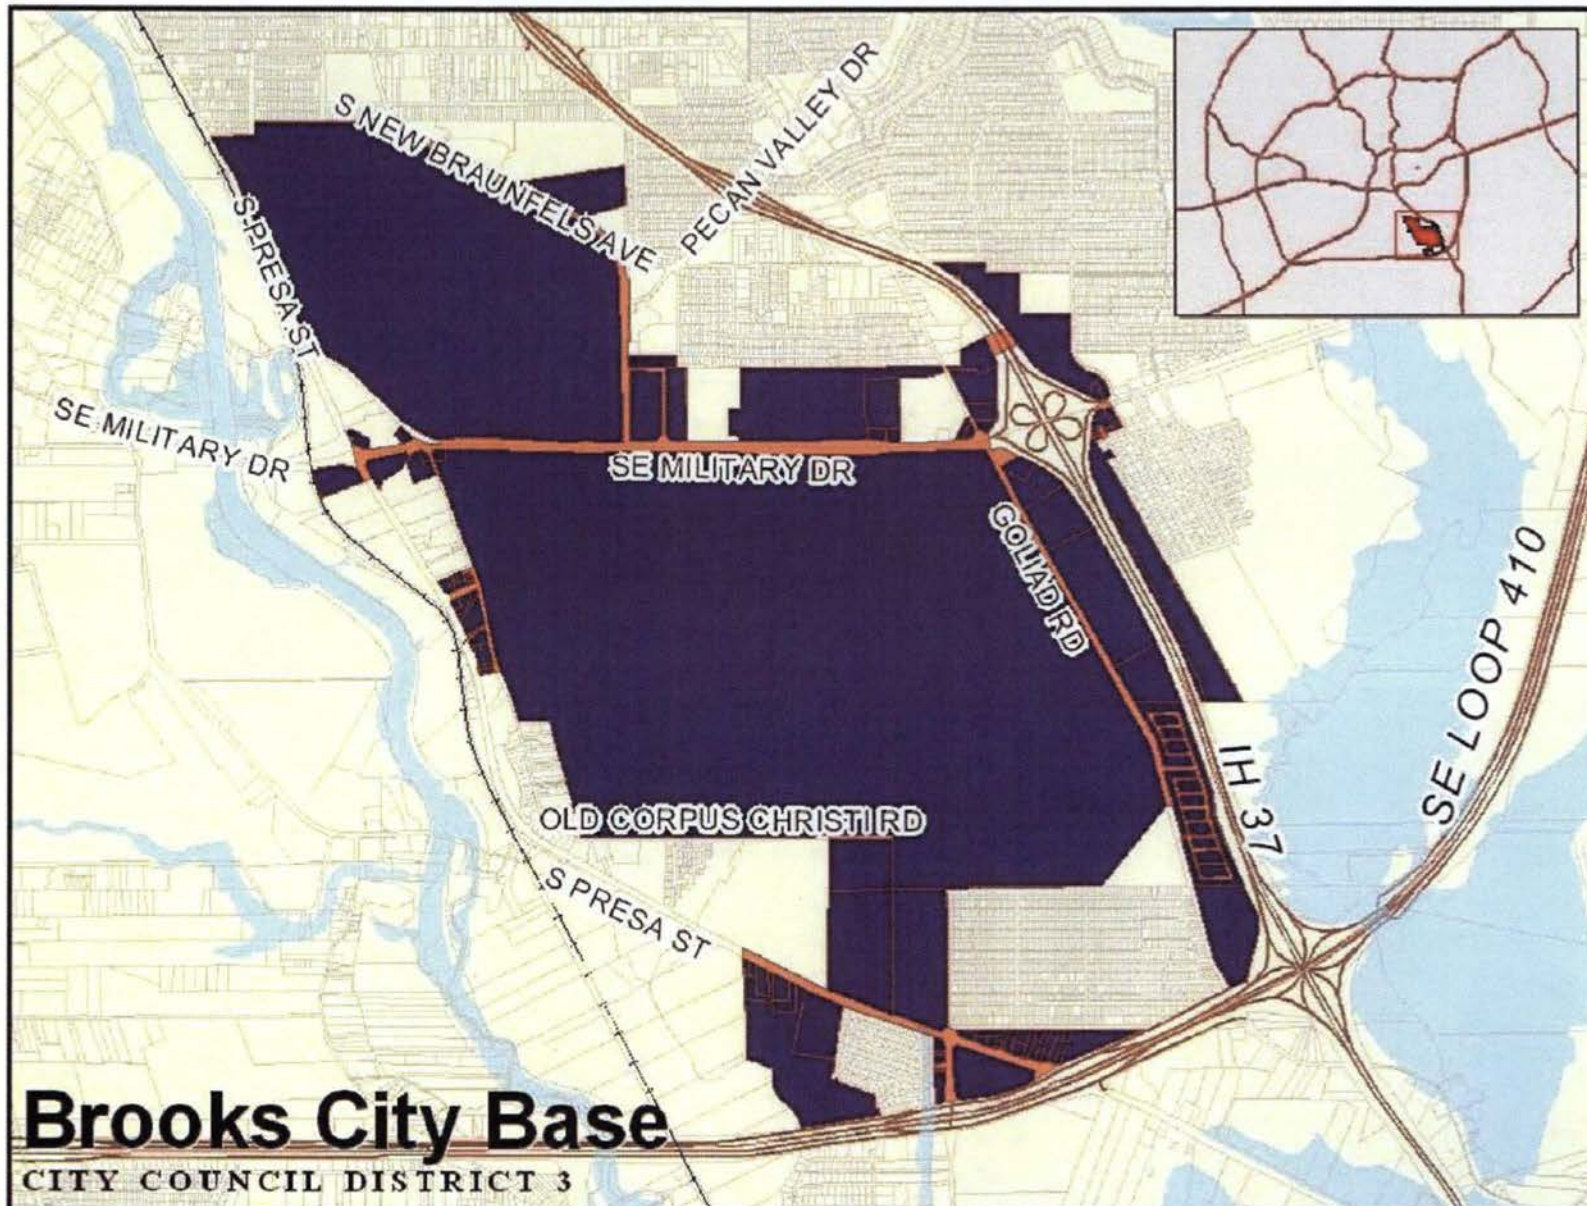 S NEW BRAUNFELS AVE
PECAN VALLEY DR
S PRESA ST
SE MILITARY DR
SE MILITARY DR
GOLIAD RD
SE LOOP 410
IH 37
OLD CORPUS CHRISTI RD
S PRESA ST
Brooks City Base
CITY COUNCIL DISTRICT 3